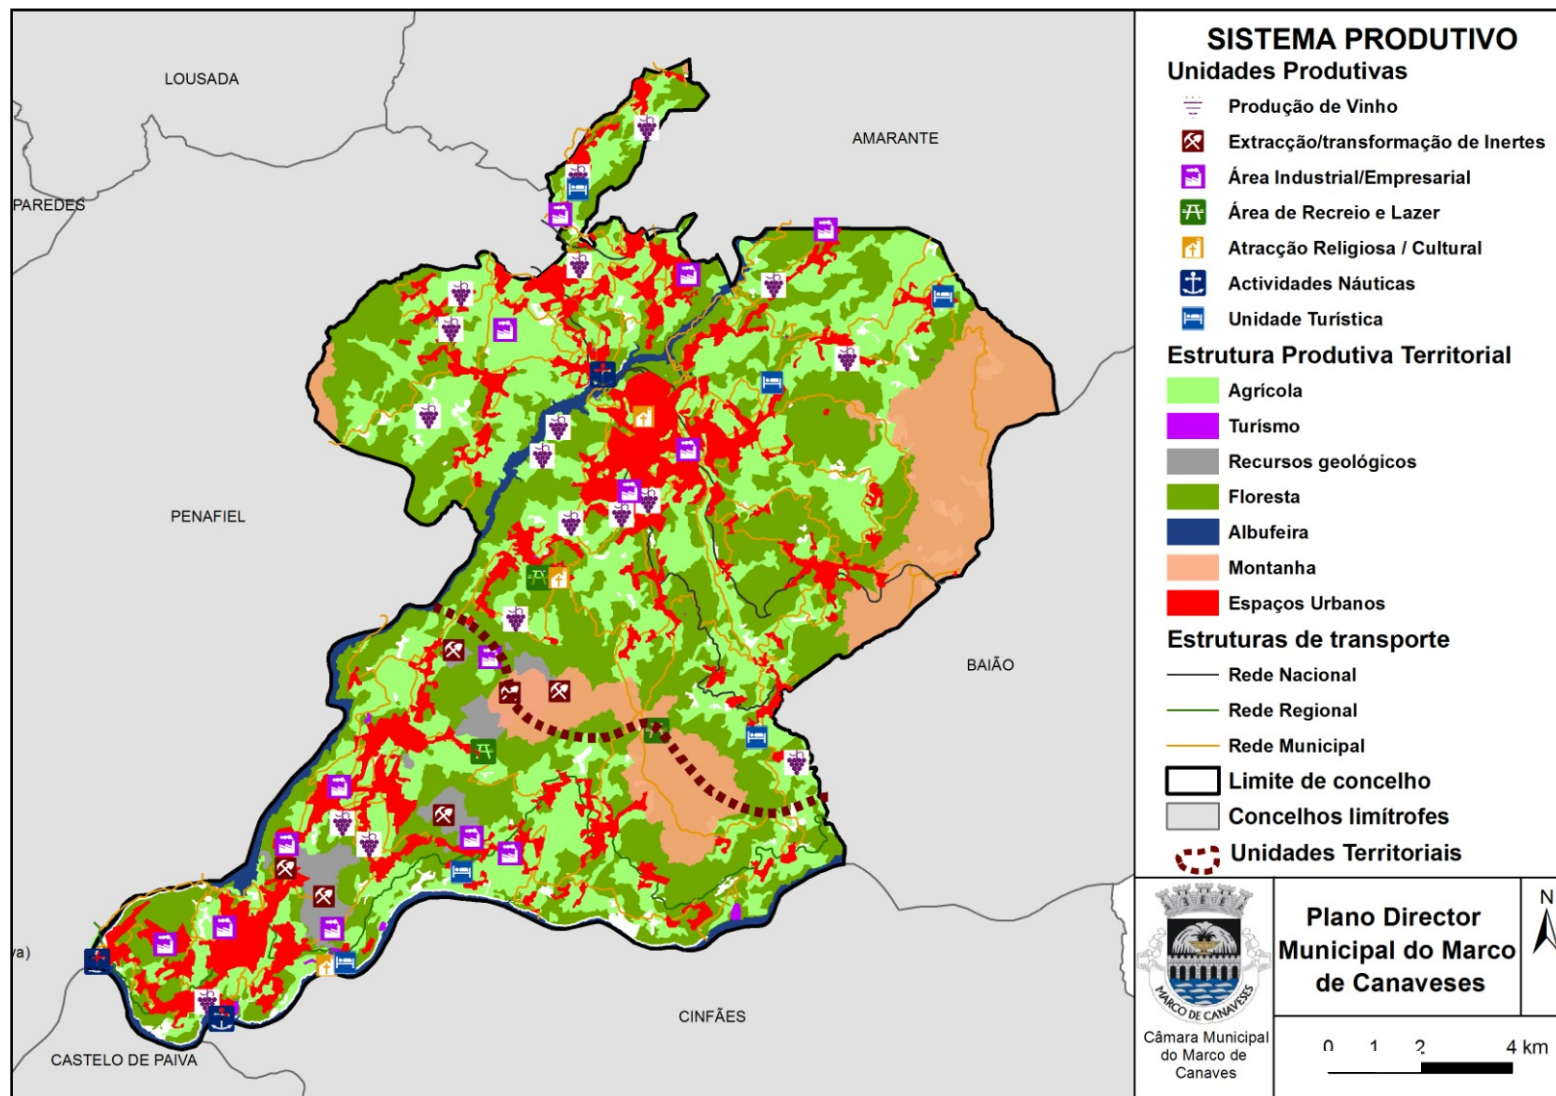 LOUSADA
AMARANTE
PAREDES
PENAFIEL
BAIÃO
va)
CINFÃES
CASTELO DE PAIVA
SISTEMA PRODUTIVO
Unidades Produtivas
Produção de Vinho
Extracção/transformação de Inertes
Área Industrial/Empresarial
Área de Recreio e Lazer
Atracção Religiosa / Cultural
Actividades Náuticas
Unidade Turística
Estrutura Produtiva Territorial
Agrícola
Turismo
Recursos geológicos
Floresta
Albufeira
Montanha
Espaços Urbanos
Estruturas de transporte
Rede Nacional
Rede Regional
Rede Municipal
Limite de concelho
Concelhos limítrofes
Unidades Territoriais
MARCO DE CANAVESES
Câmara Municipal
do Marco de
Canaves
Plano Director
Municipal do Marco
de Canaveses
N
0 1 2 4 km